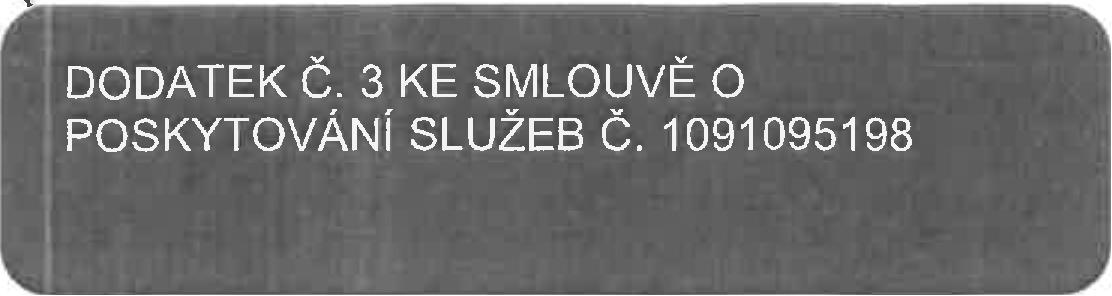 DODATEK Č. 3 KE SMLOUVĚ O
POSKYTOVÁNÍ SLUŽEB Č. 1091095198